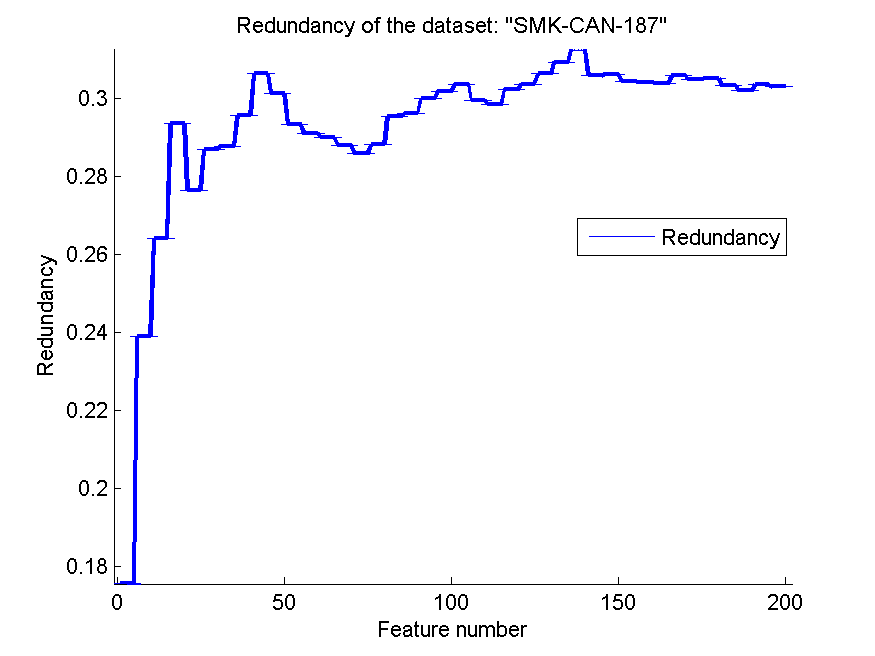 Redundancy of the dataset: "SMK-CAN-187"
0.3
0.28
0.26
0.24
0.22
0.2
0.18
Redundancy
Redundancy
0 50 100 150 200
Feature number